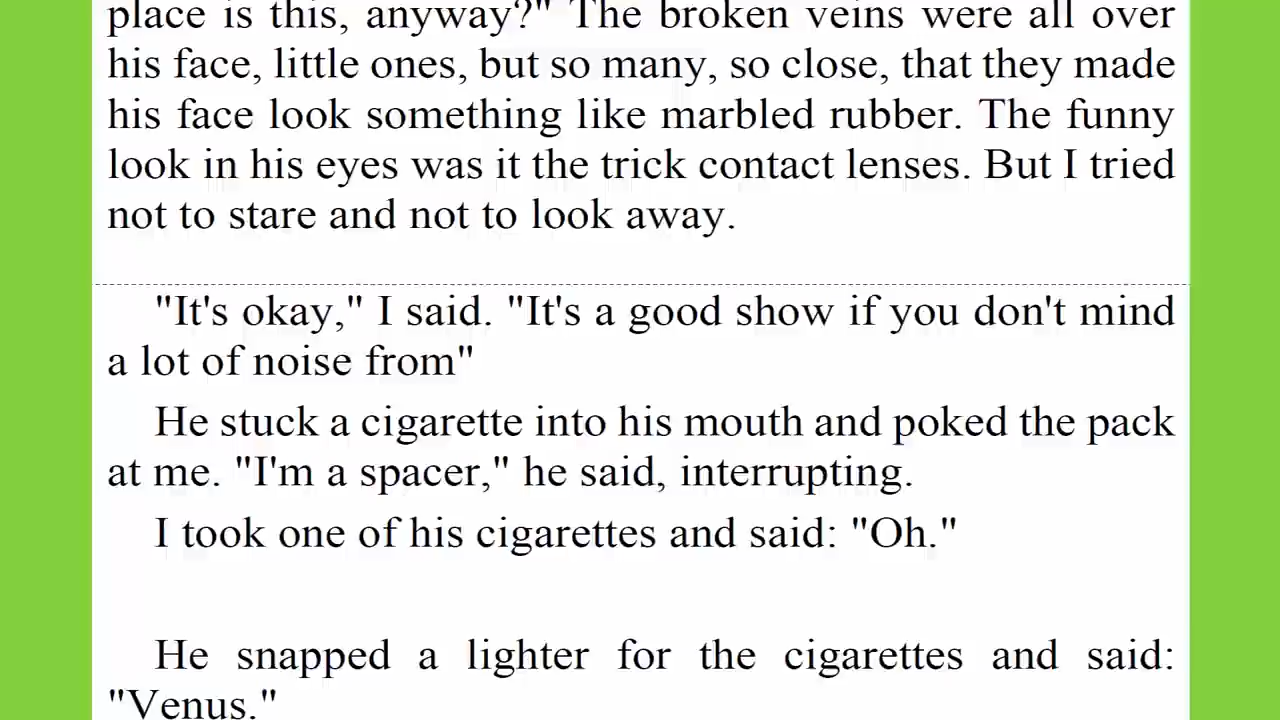 place is this, anyway?" The broken veins were all over
his face, little ones, but so many, so close, that they made
his face look something like marbled rubber. The funny
look in his eyes was it the trick contact lenses. But I tried
not to stare and not to look away.
"It's okay," I said. "It's a good show if you don't mind
a lot of noise from"
He stuck a cigarette into his mouth and poked the pack
at me. "I'm a spacer," he said, interrupting.
I took one of his cigarettes and said: "Oh."
He snapped a lighter for the cigarettes and said:
"Venus."